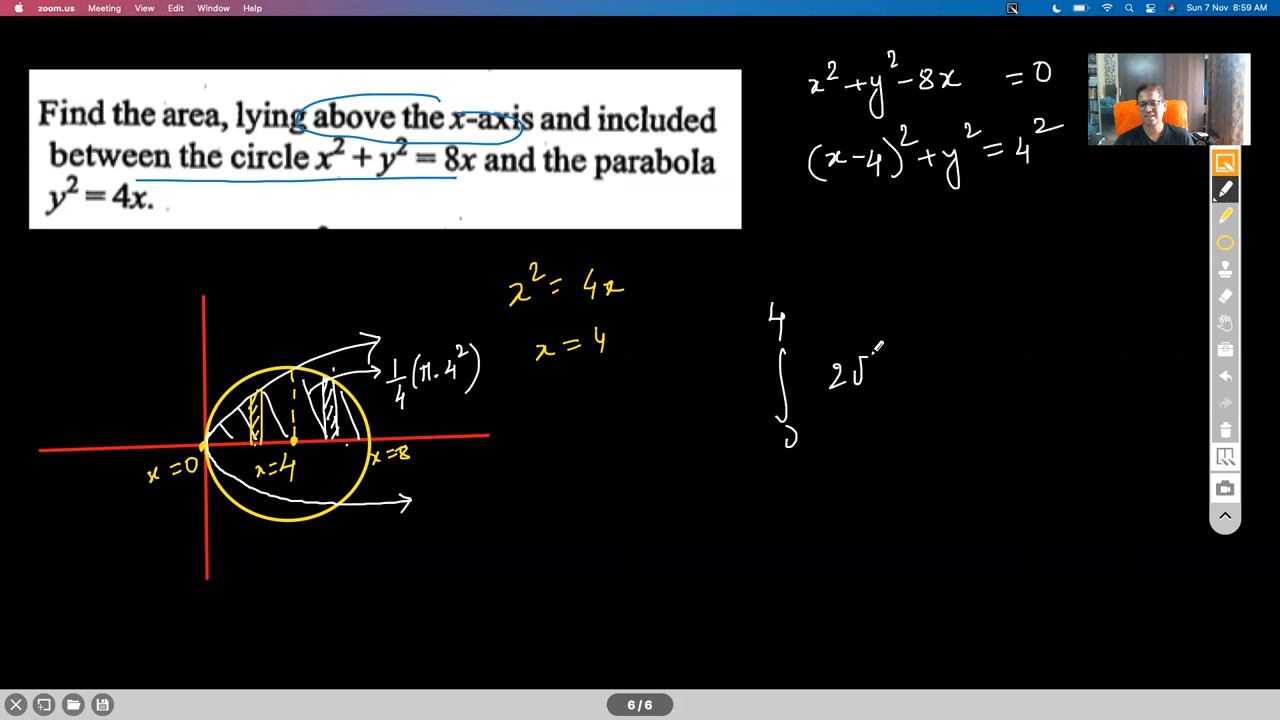 zoom.us Meeting View Edit Window Help Sun 7 Nov 8:59 AM
Find the area, lying above the x-axis and included
between the circle x² + y² = 8x and the parabola
y² = 4x.
x² + y² - 8x = 0
(x - 4)² + y² = 4²
x² = 4x
x = 4
1/4 (π · 4²)
x = 0
x = 4
x = 8
∫₀⁴ 2√
6 / 6